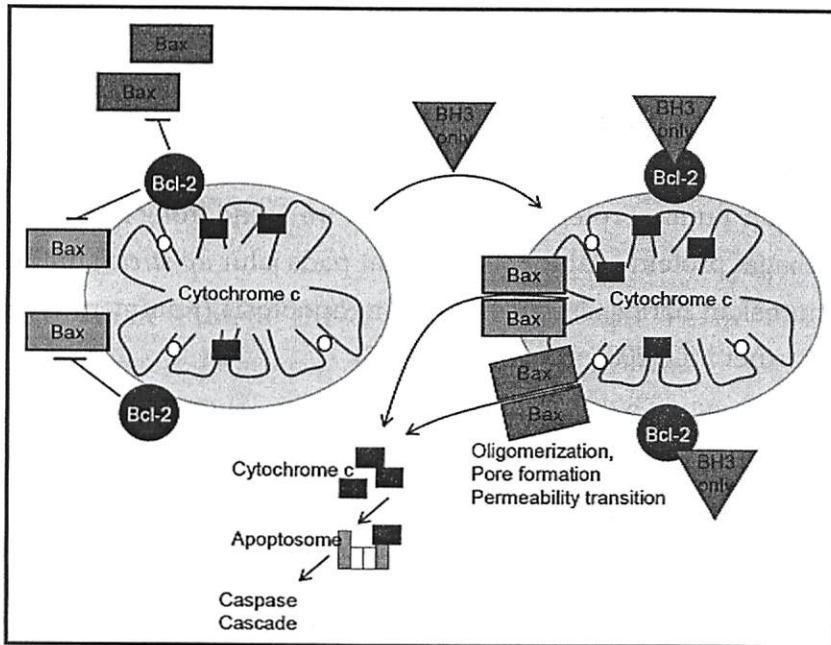 Bax
Bax
Bcl-2
Bax
Cytochrome c
Bax
Bcl-2
BH3
only
BH3
only
Bcl-2
Bax
Cytochrome c
Bax
Bax
Bax
Bcl-2
BH3
only
Oligomerization,
Pore formation
Permeability transition
Cytochrome c
Apoptosome
Caspase
Cascade